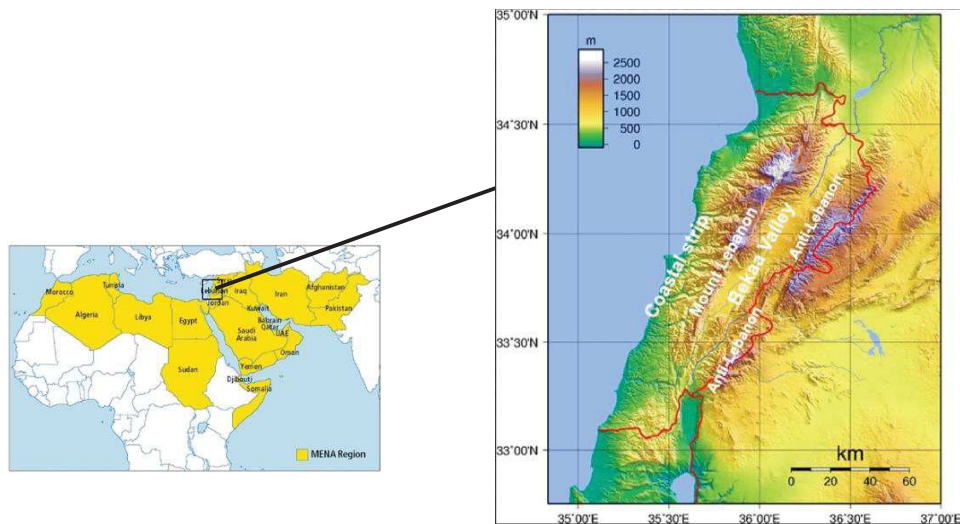 Morocco
Algeria
Tunisia
Libya
Egypt
Sudan
Lebanon
Jordan
Iraq
Iran
Kuwait
Bahrain
Qatar
UAE
Saudi
Arabia
Oman
Yemen
Djibouti
Somalia
Afghanistan
Pakistan
MENA Region
35°00'N
34°30'N
34°00'N
33°30'N
33°00'N
m
2500
2000
1500
1000
500
0
Coastal strip
Mount Lebanon
Bekaa Valley
Anti-Lebanon
Anti-Lebanon
km
0 20 40 60
35°00'E 35°30'E 36°00'E 36°30'E 37°00'E